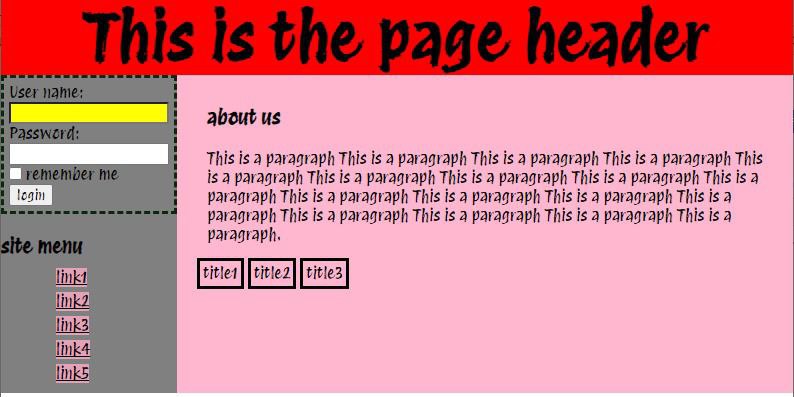 This is the page header
User name:
Password:
remember me
login
site menu
link1
link2
link3
link4
link5
about us
This is a paragraph This is a paragraph This is a paragraph This is a paragraph This
is a paragraph This is a paragraph This is a paragraph This is a paragraph This is a
paragraph This is a paragraph This is a paragraph This is a paragraph This is a
paragraph This is a paragraph This is a paragraph This is a paragraph This is a
paragraph.
title1 title2 title3